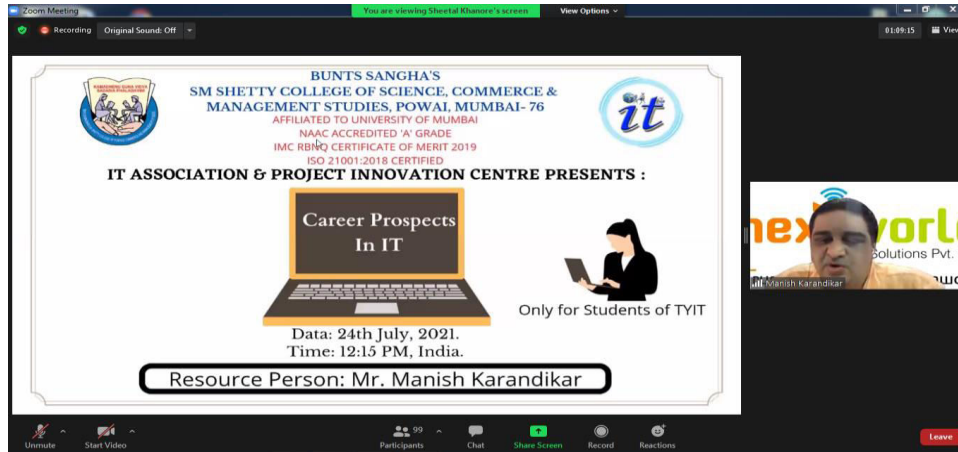 Zoom Meeting
You are viewing Sheetal Khanore's screen
View Options
Recording
Original Sound: Off
01:09:15
View
BUNTS SANGHA'S
SM SHETTY COLLEGE OF SCIENCE, COMMERCE &
MANAGEMENT STUDIES, POWAI, MUMBAI- 76
AFFILIATED TO UNIVERSITY OF MUMBAI
NAAC ACCREDITED 'A' GRADE
IMC RBNQ CERTIFICATE OF MERIT 2019
ISO 21001:2018 CERTIFIED
it
IT ASSOCIATION & PROJECT INNOVATION CENTRE PRESENTS :
Career Prospects
In IT
Only for Students of TYIT
Data: 24th July, 2021.
Time: 12:15 PM, India.
Resource Person: Mr. Manish Karandikar
Solutions Pvt.
Manish Karandikar
Unmute
Start Video
99
Participants
Chat
Share Screen
Record
Reactions
Leave